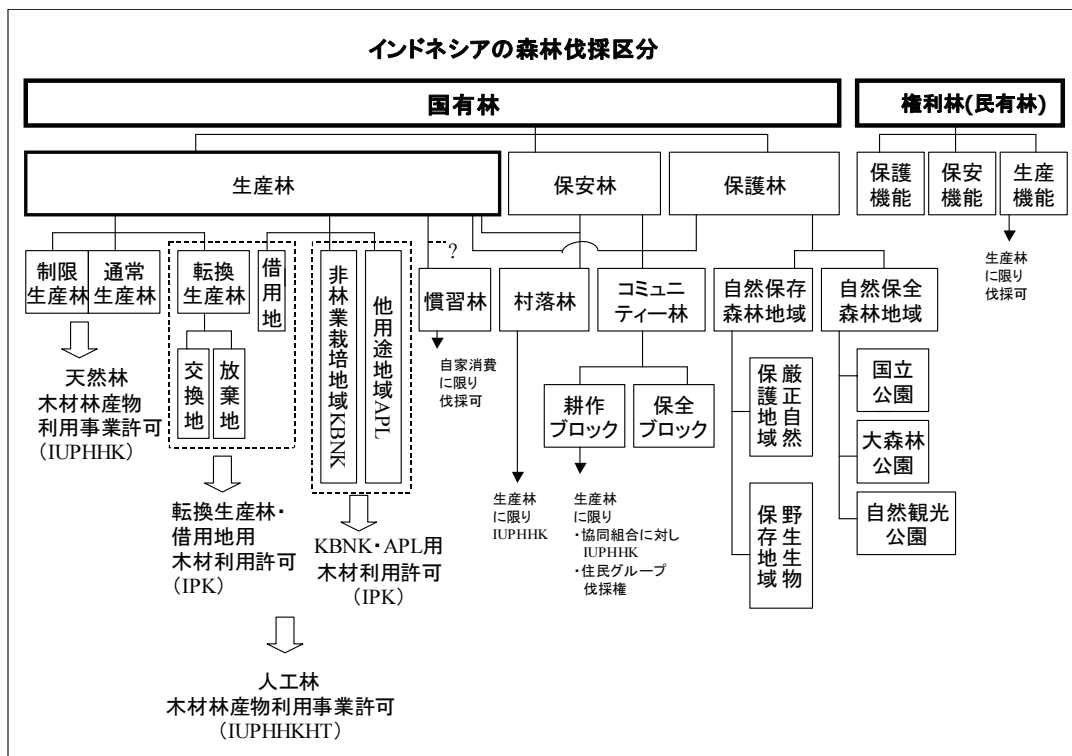 インドネシアの森林伐採区分
国有林
権利林(民有林)
生産林
保安林
保護林
保護
機能
保安
機能
生産
機能
生産林
に限り
伐採可
制限
生産林
通常
生産林
転換
生産林
借用地
非林業栽培地域KBNK
他用途地域APL
?
慣習林
村落林
コミュニ
ティー林
自然保存
森林地域
自然保全
森林地域
交換地
放棄地
自家消費
に限り
伐採可
耕作
ブロック
保全
ブロック
厳正自然
保護地域
野生生物
保存地域
国立
公園
大森林
公園
自然観光
公園
天然林
木材林産物
利用事業許可
(IUPHHK)
転換生産林・
借用地用
木材利用許可
(IPK)
KBNK・APL用
木材利用許可
(IPK)
生産林
に限り
IUPHHK
生産林
に限り
・協同組合に対し
IUPHHK
・住民グループ
伐採権
人工林
木材林産物利用事業許可
(IUPHHKHT)